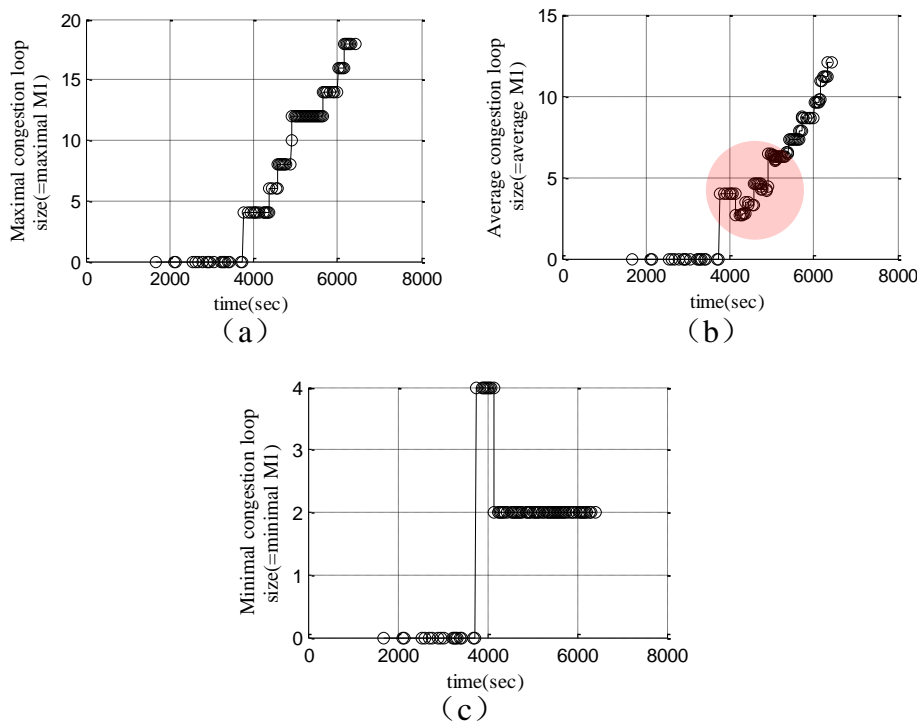 20
15
10
5
0
0
2000
4000
6000
8000
Maximal congestion loop
size(=maximal M1)
time(sec)
(a)
15
10
5
0
0
2000
4000
6000
8000
Average congestion loop
size(=average M1)
time(sec)
(b)
4
3
2
1
0
0
2000
4000
6000
8000
Minimal congestion loop
size(=minimal M1)
time(sec)
(c)